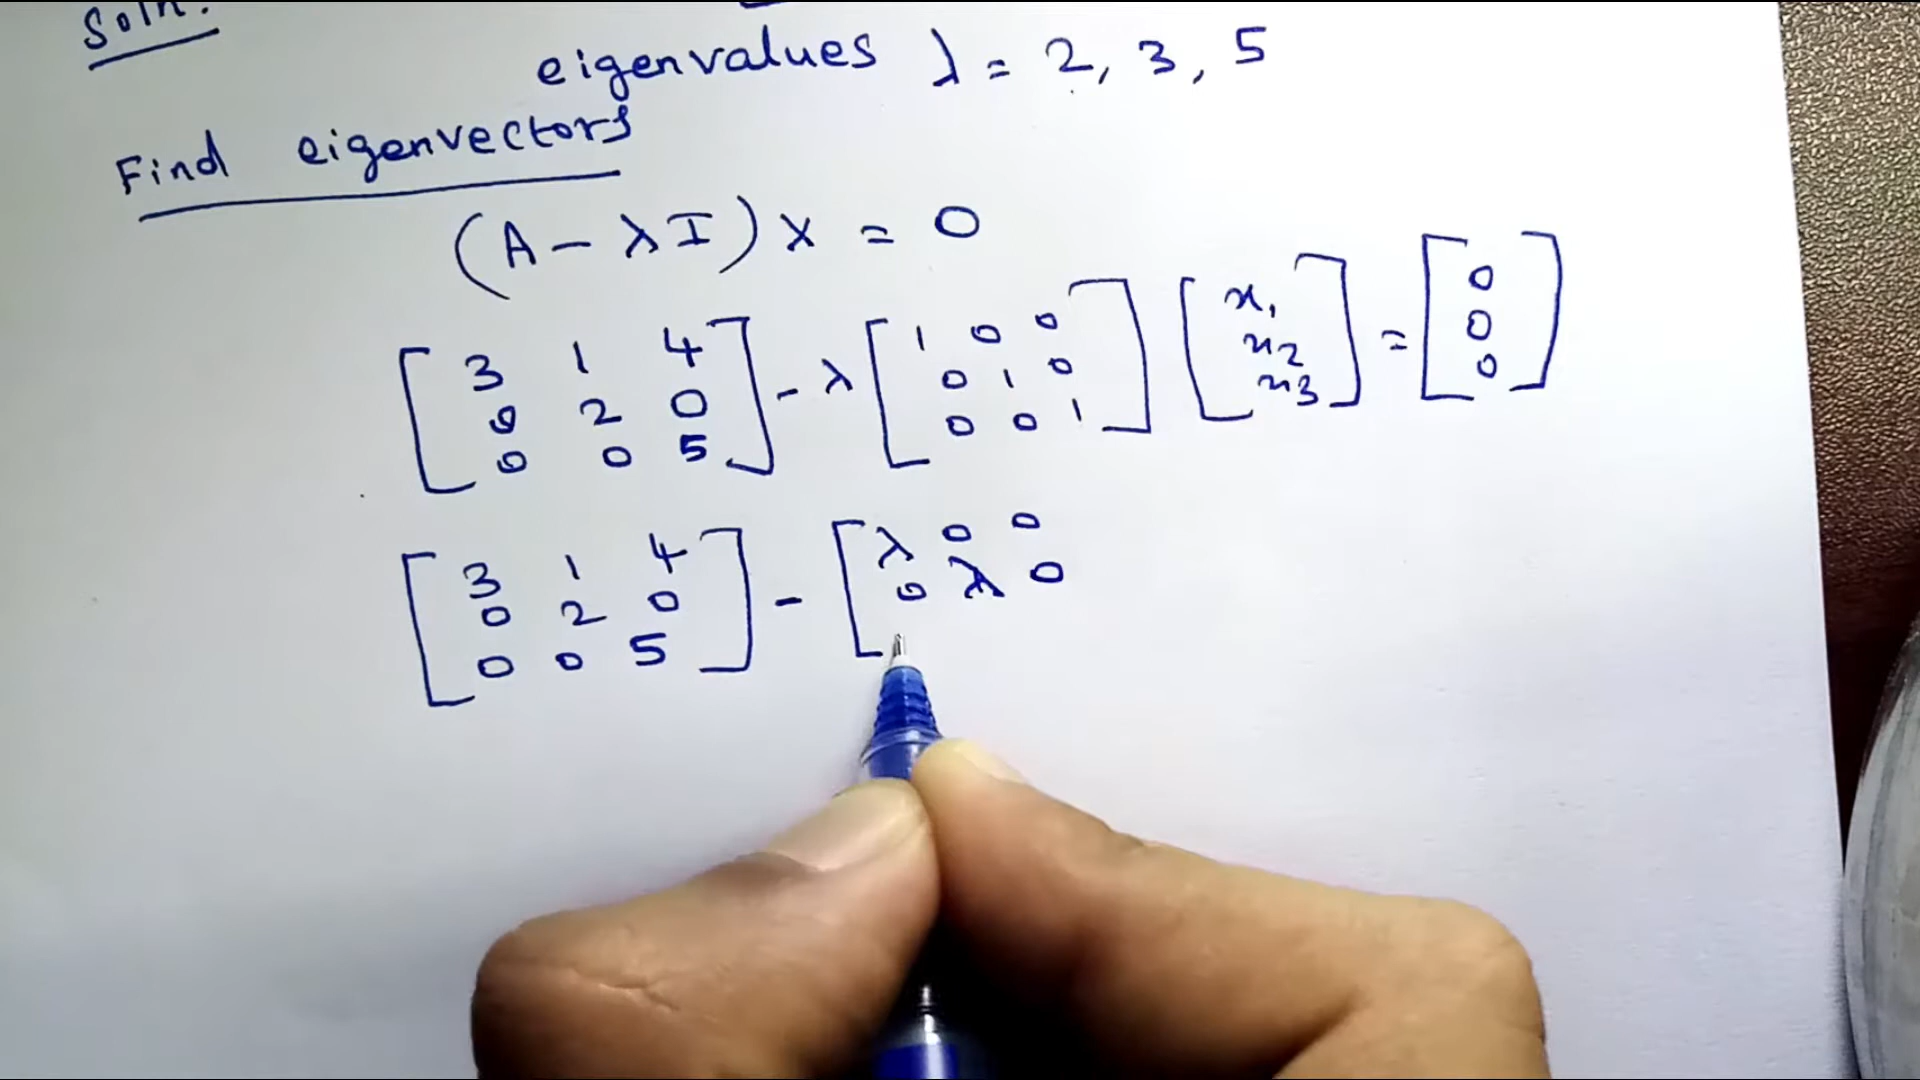 Soln.
eigenvalues λ = 2, 3, 5
Find eigenvectors
(A - λI) X = 0
[3 1 4] - λ [1 0 0] [x1] = [0]
[0 2 0] [0 1 0] [x2] [0]
[0 0 5] [0 0 1] [x3] [0]
[3 1 4] - [λ 0 0
[0 2 0] [0 λ 0
[0 0 5] [